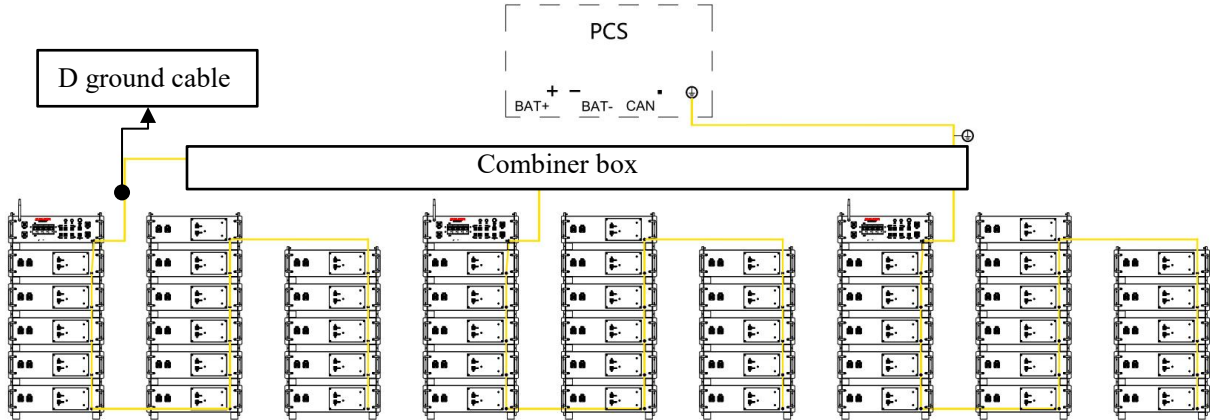 PCS
D ground cable
+ −
BAT+ BAT- CAN
Combiner box